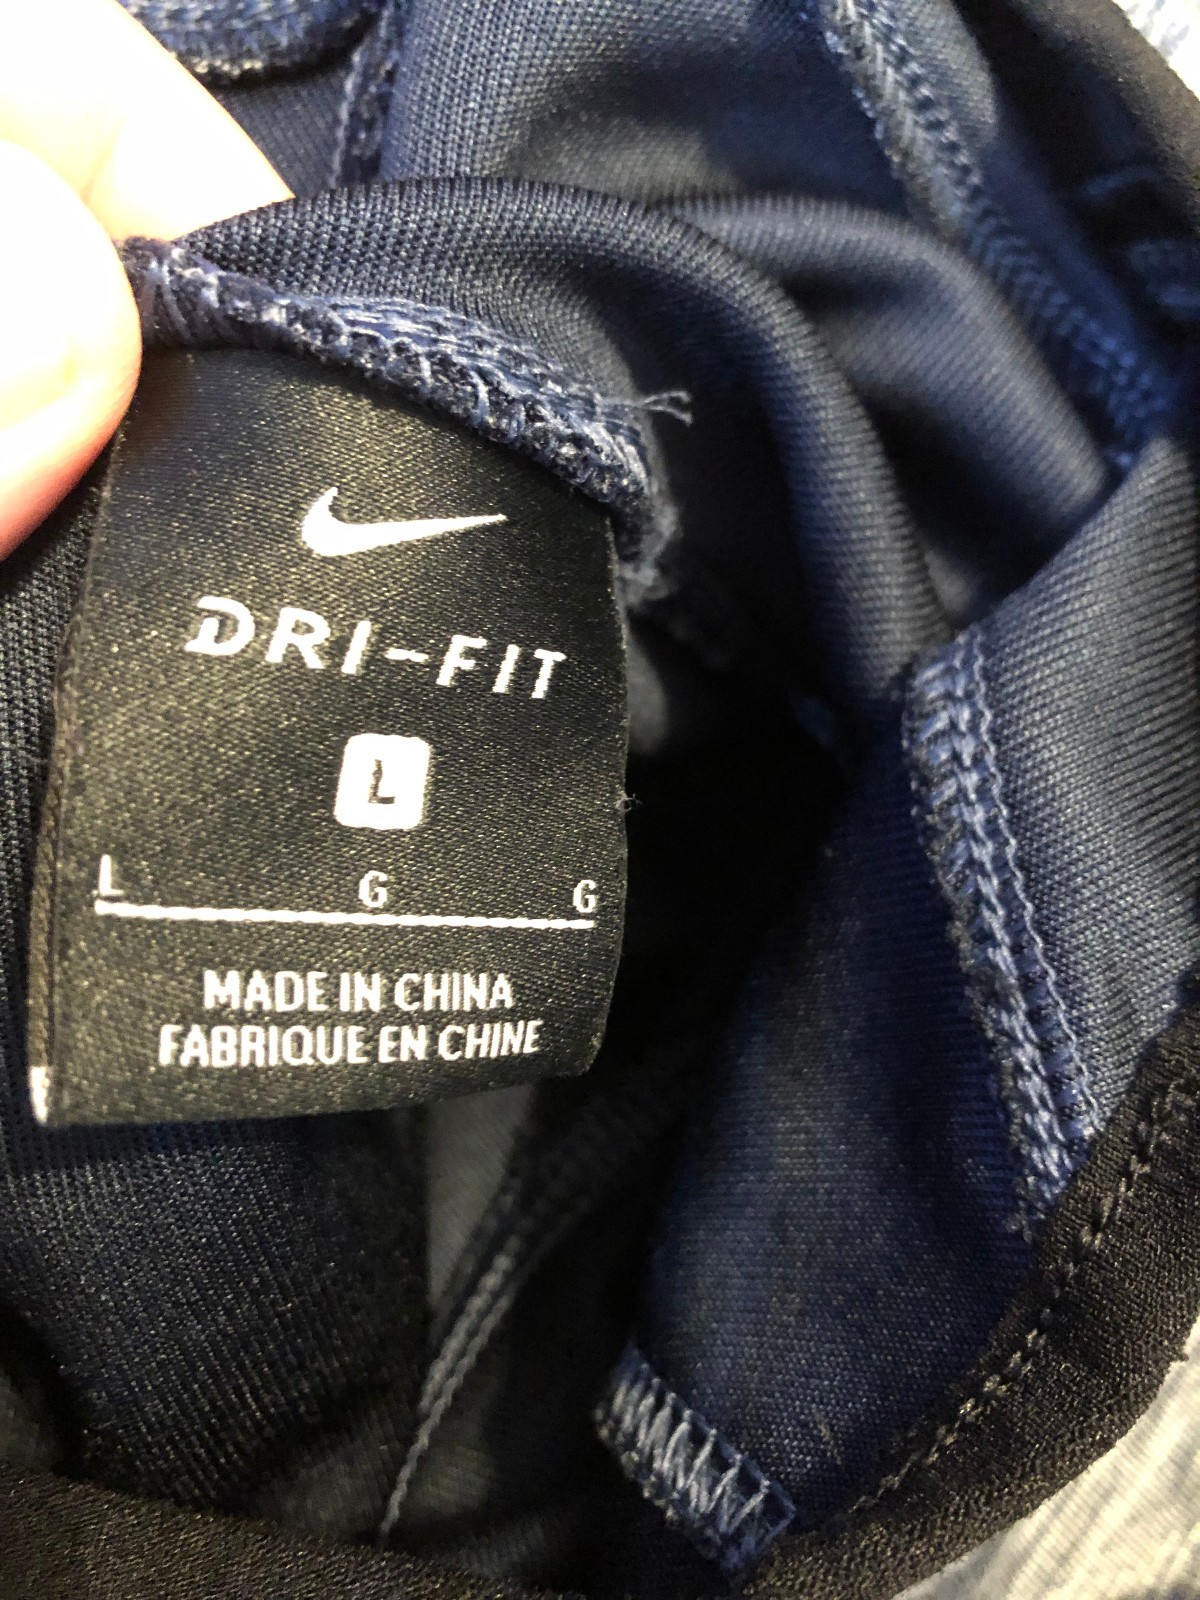 DRI-FIT
L
L G G
MADE IN CHINA
FABRIQUE EN CHINE